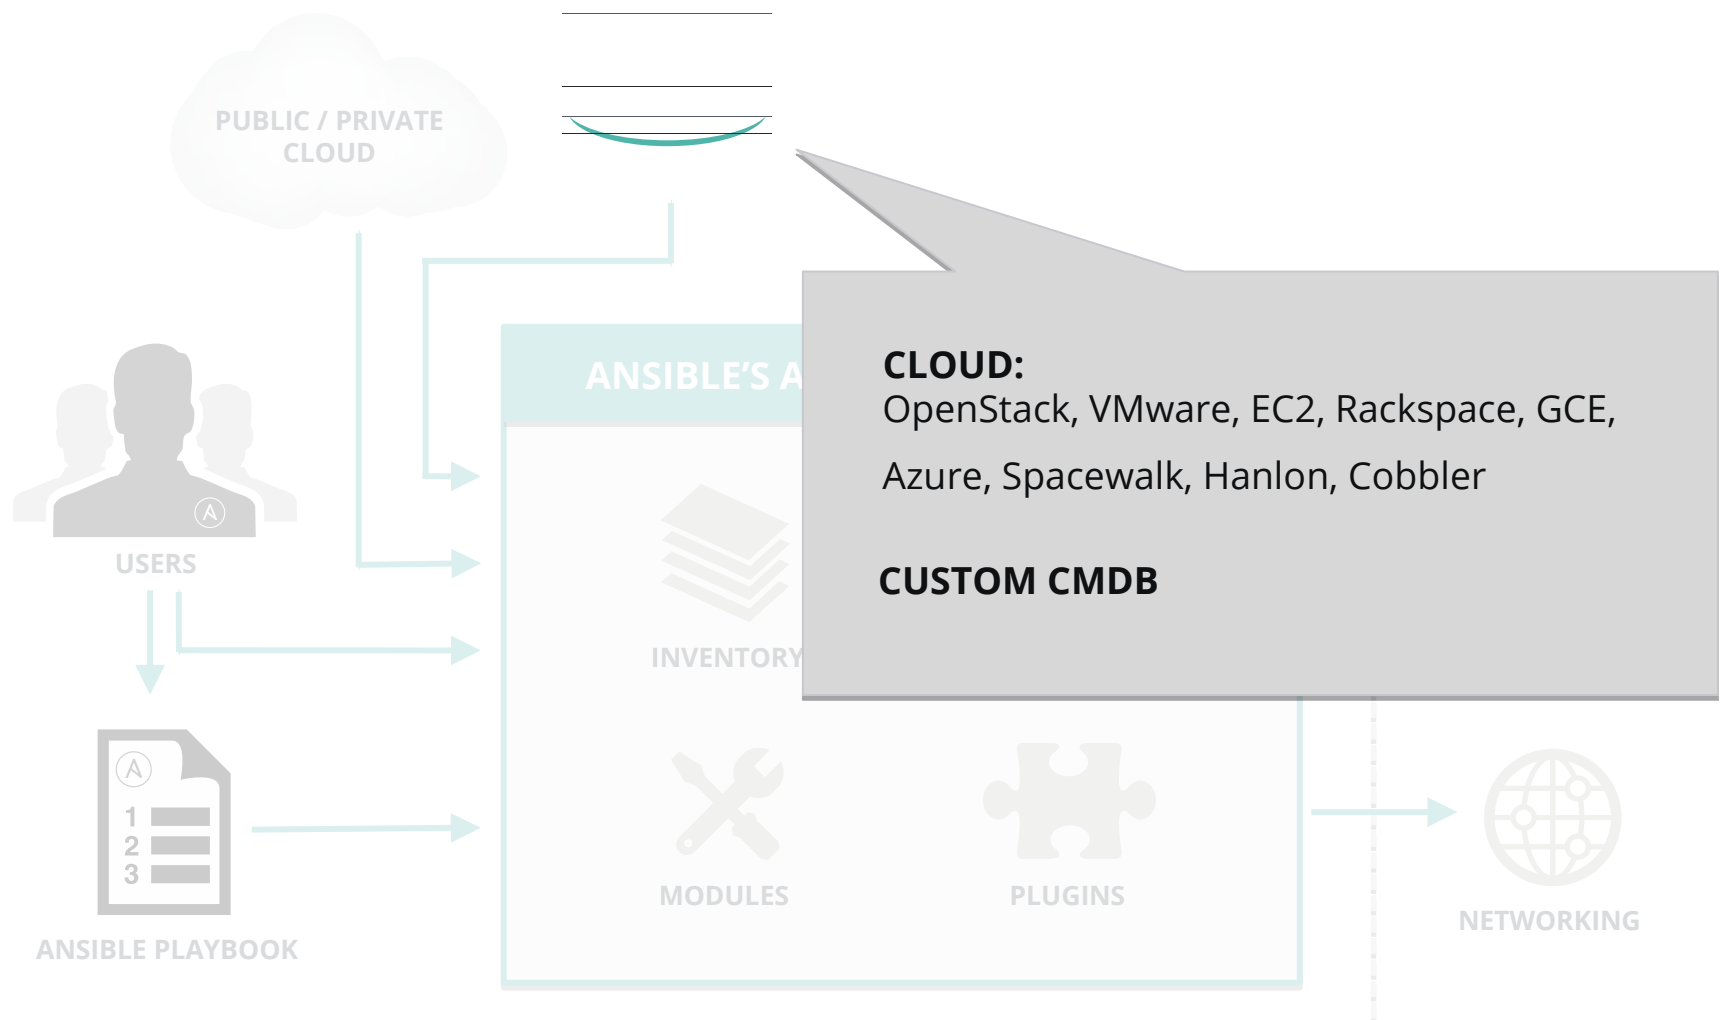 PUBLIC / PRIVATE
CLOUD
ANSIBLE’S A
CLOUD:
OpenStack, VMware, EC2, Rackspace, GCE,
Azure, Spacewalk, Hanlon, Cobbler
CUSTOM CMDB
USERS
INVENTORY
1
2
3
MODULES
PLUGINS
NETWORKING
ANSIBLE PLAYBOOK